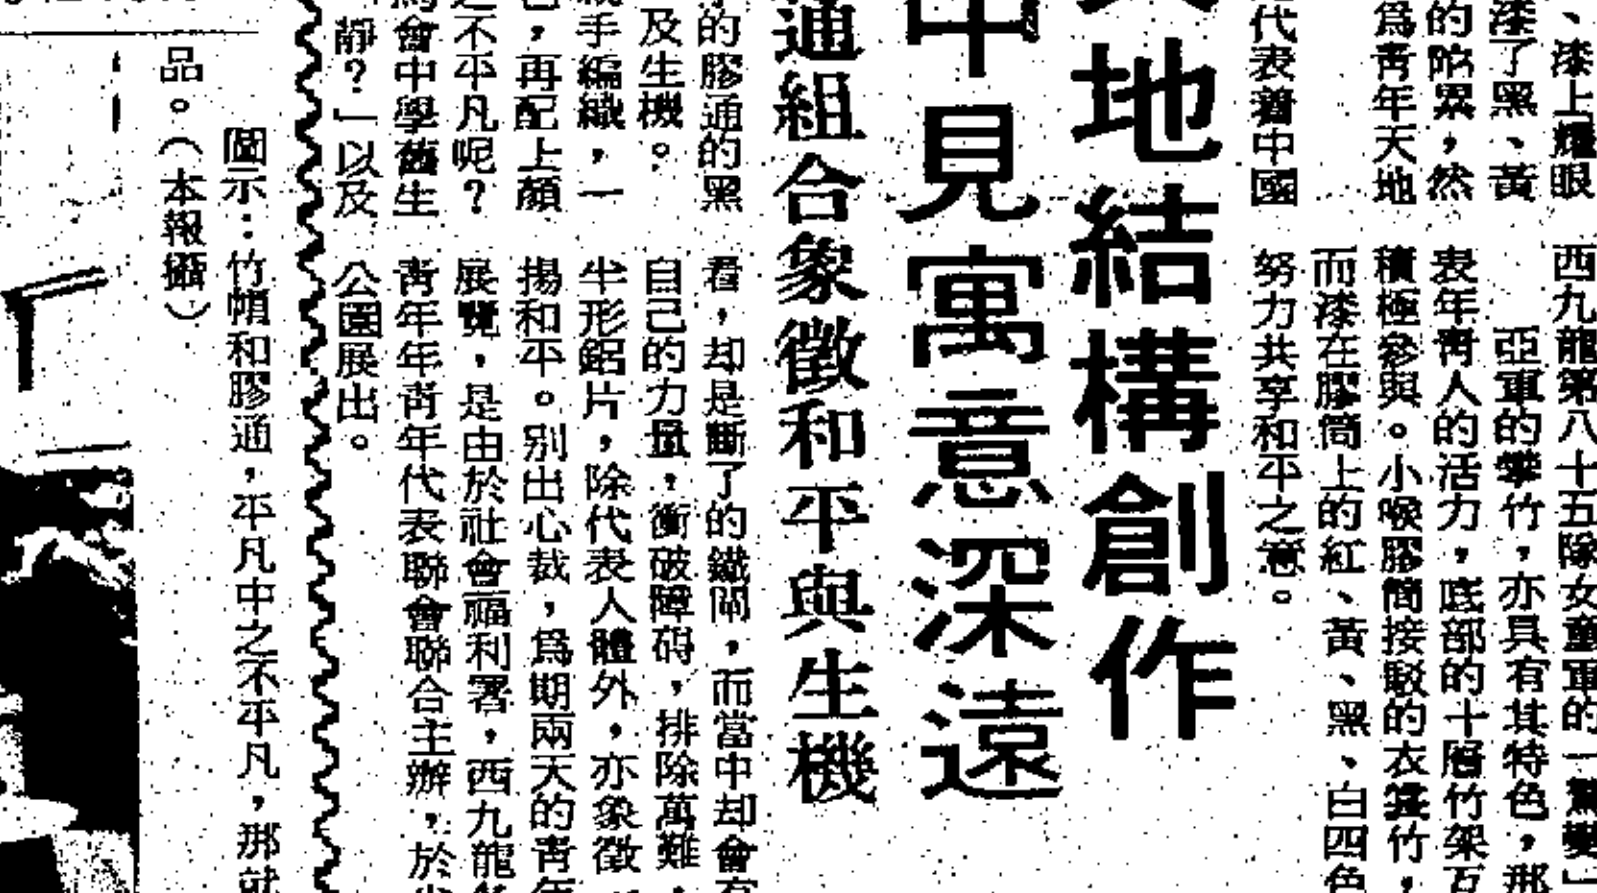 、漆上耀眼
漆了黑、黃
的
然
為青年天地
代表着中國
西九龍第八十五隊女童軍的一
亞軍的攀竹，亦具有其特色，那
表年青人的活力，底部的十層竹架互
積極參與。小喉膠筒接駁的衣裳竹，
而漆在膠筒上的紅、黃、黑、白四色
努力共享和平之意。
地結構創作
中見寓意深遠
通組合象徵和平與生機
的膠通的黑
及生機。
手編織，一
，再配上顏
不平凡呢？
會中學舊生
靜？」以及
看，却是斷了的鐵閘，而當中却會有
自己的力量，衝破障碍，排除萬難，
半形鋁片，除代表人體外，亦象徵
揚和平。別出心裁，為期兩天的青年
展覽，是由於社會福利署，西九龍
青年年青年代表聯會聯合主辦，於
公園展出。
圖示：竹幀和膠通，平凡中之不平凡，那就
品。（本報攝）